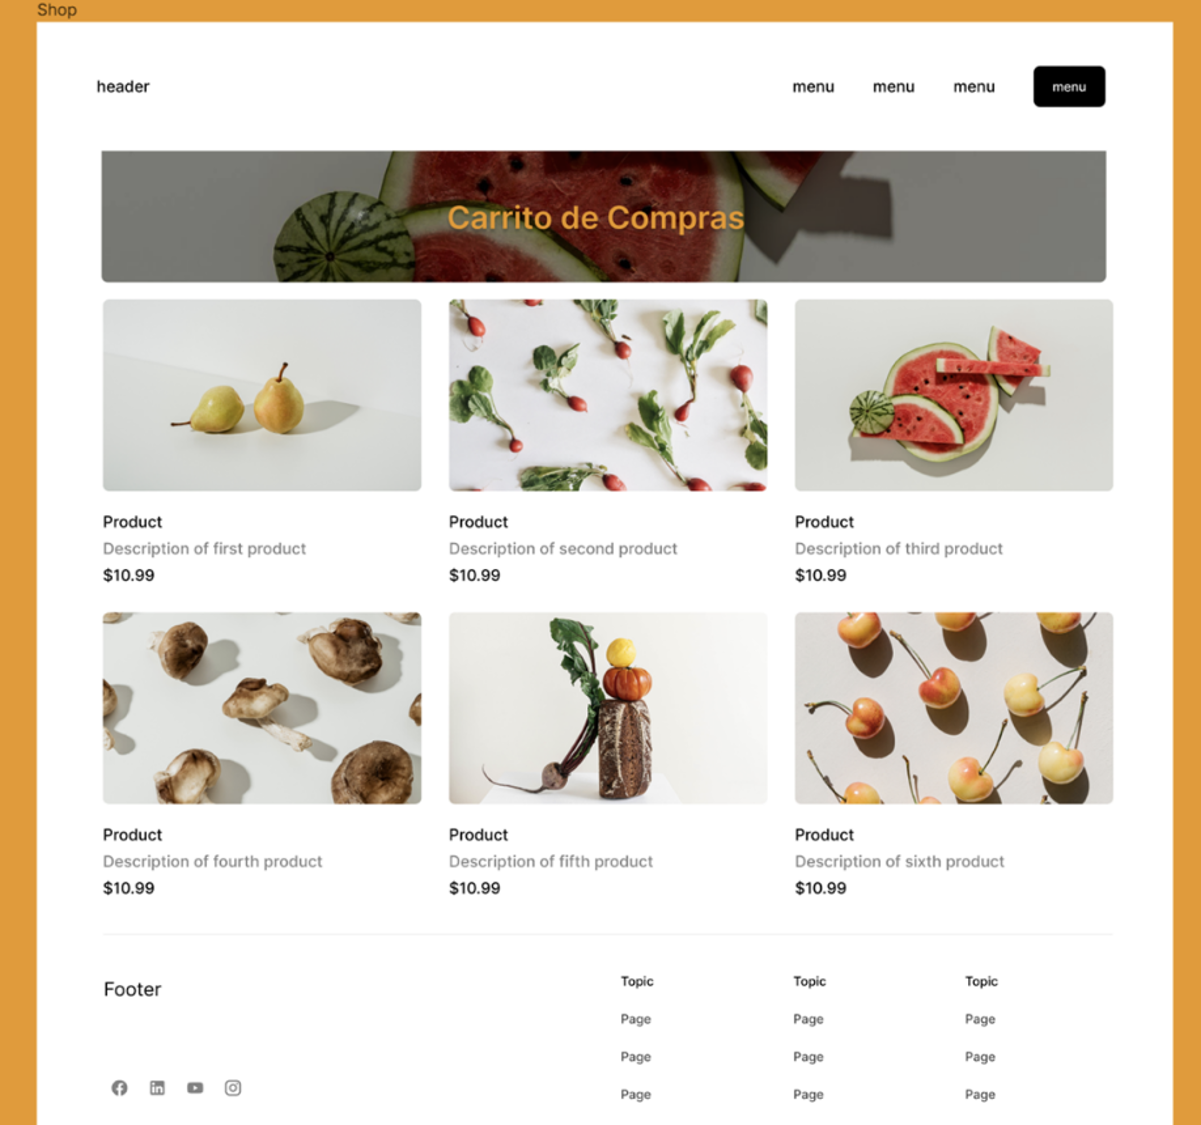 Shop
header
menu menu menu menu
Carrito de Compras
Product
Description of first product
$10.99
Product
Description of second product
$10.99
Product
Description of third product
$10.99
Product
Description of fourth product
$10.99
Product
Description of fifth product
$10.99
Product
Description of sixth product
$10.99
Footer
Topic
Page
Page
Page
Topic
Page
Page
Page
Topic
Page
Page
Page